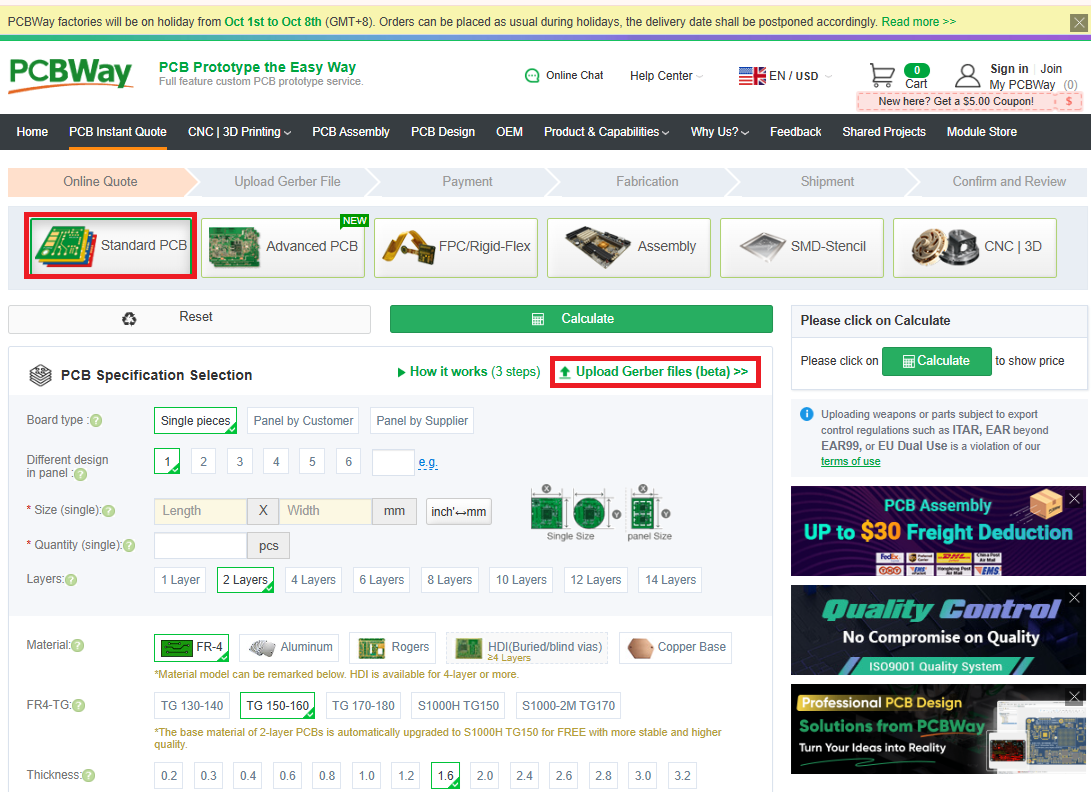 PCBWay factories will be on holiday from Oct 1st to Oct 8th (GMT+8). Orders can be placed as usual during holidays, the delivery date shall be postponed accordingly. Read more >>
PCBWay
PCB Prototype the Easy Way
Full feature custom PCB prototype service.
Online Chat
Help Center
EN / USD
0
Cart
Sign in | Join
My PCBWay (0)
New here? Get a $5.00 Coupon! $
Home PCB Instant Quote CNC | 3D Printing PCB Assembly PCB Design OEM Product & Capabilities Why Us? Feedback Shared Projects Module Store
Online Quote Upload Gerber File Payment Fabrication Shipment Confirm and Review
NEW
Standard PCB Advanced PCB FPC/Rigid-Flex Assembly SMD-Stencil CNC | 3D
Reset Calculate
Please click on Calculate
Please click on Calculate to show price
PCB Specification Selection
How it works (3 steps)
Upload Gerber files (beta) >>
Board type : ? Single pieces Panel by Customer Panel by Supplier
Different design
in panel : ? 1 2 3 4 5 6 e.g.
* Size (single): ? Length X Width mm inch'↔mm
X X
Y Y
Single Size panel Size
* Quantity (single): ? pcs
Layers: ? 1 Layer 2 Layers 4 Layers 6 Layers 8 Layers 10 Layers 12 Layers 14 Layers
Material: ? FR-4 Aluminum Rogers HDI(Buried/blind vias) Copper Base
≥4 Layers
*Material model can be remarked below. HDI is available for 4-layer or more.
FR4-TG: ? TG 130-140 TG 150-160 TG 170-180 S1000H TG150 S1000-2M TG170
*The base material of 2-layer PCBs is automatically upgraded to S1000H TG150 for FREE with more stable and higher
quality.
Thickness: ? 0.2 0.3 0.4 0.6 0.8 1.0 1.2 1.6 2.0 2.4 2.6 2.8 3.0 3.2
Uploading weapons or parts subject to export
control regulations such as ITAR, EAR beyond
EAR99, or EU Dual Use is a violation of our
terms of use
PCB Assembly
UP to $30 Freight Deduction
FedEx DHL
EMS
Quality Control
No Compromise on Quality
ISO9001 Quality System
Professional PCB Design
Solutions from PCBWay
Turn Your Ideas into Reality